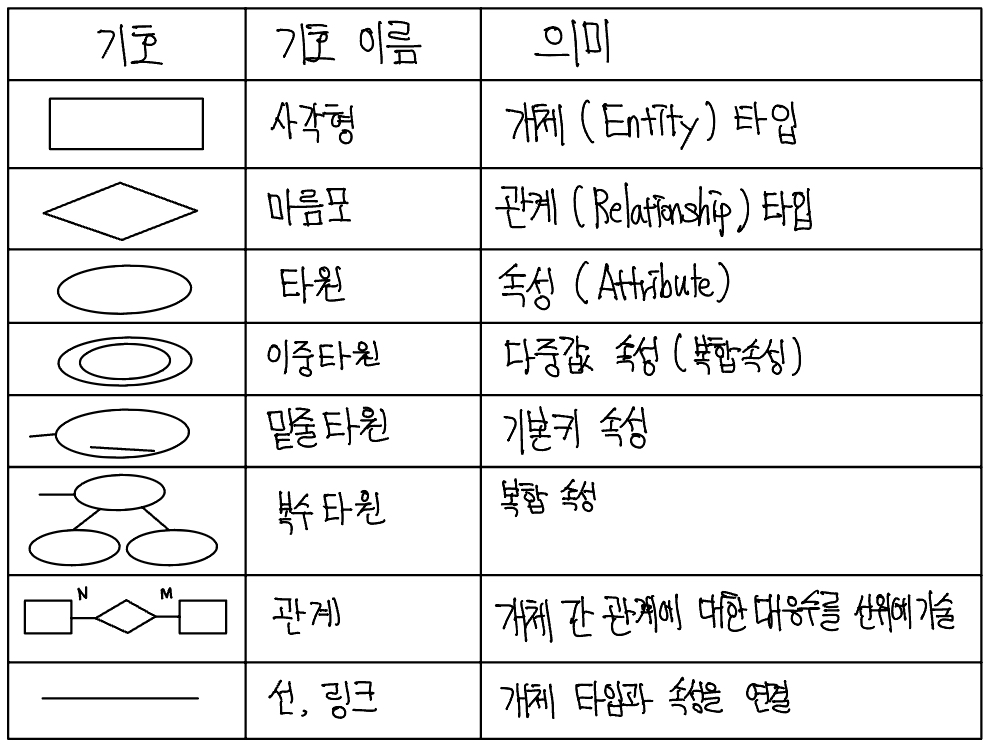 기호 기호 이름 의미
사각형 개체 (Entity) 타입
마름모 관계 (Relationship) 타입
타원 속성 (Attribute)
이중타원 다중값 속성 (복합속성)
밑줄타원 기본키 속성
복수타원 복합 속성
N M 관계 개체 간 관계에 대한 대응수를 선위에 기술
선, 링크 개체 타입과 속성을 연결